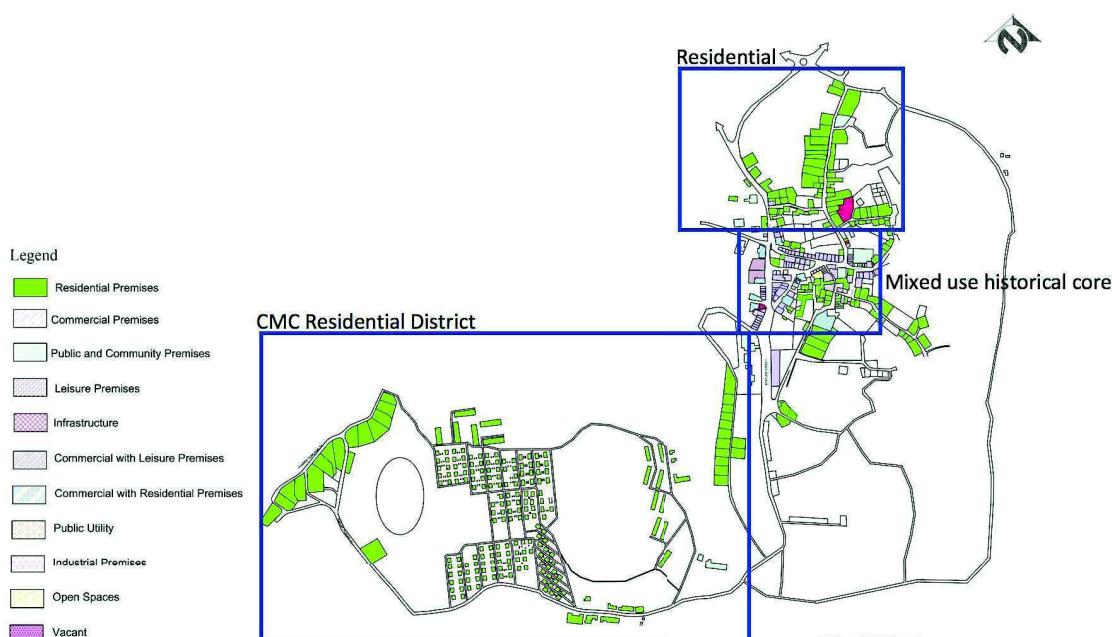 Residential
Mixed use historical core
CMC Residential District
Legend
Residential Premises
Commercial Premises
Public and Community Premises
Leisure Premises
Infrastructure
Commercial with Leisure Premises
Commercial with Residential Premises
Public Utility
Industrial Premises
Open Spaces
Vacant